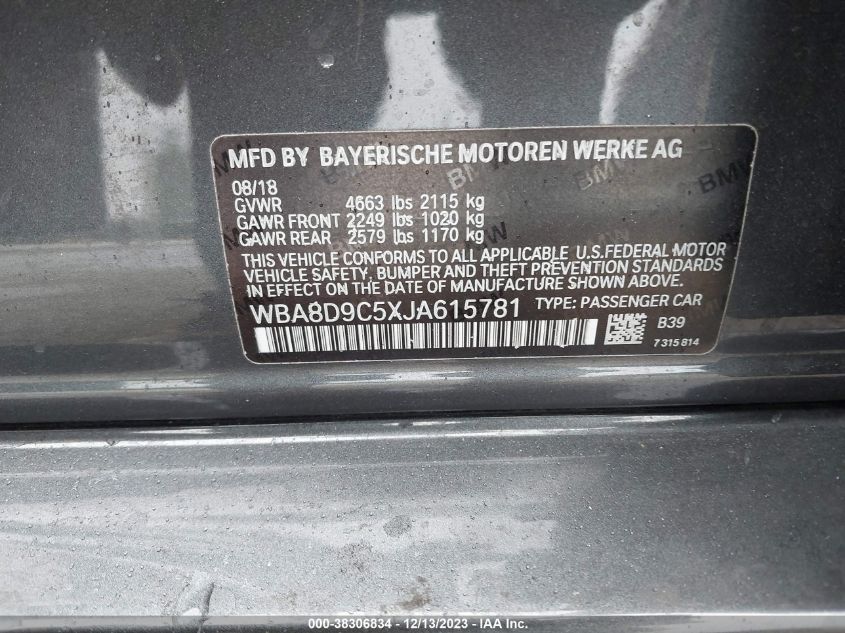 MFD BY BAYERISCHE MOTOREN WERKE AG
08/18
GVWR 4663 lbs 2115 kg
GAWR FRONT 2249 lbs 1020 kg
GAWR REAR 2579 lbs 1170 kg
THIS VEHICLE CONFORMS TO ALL APPLICABLE U.S.FEDERAL MOTOR
VEHICLE SAFETY, BUMPER AND THEFT PREVENTION STANDARDS
IN EFFECT ON THE DATE OF MANUFACTURE SHOWN ABOVE.
WBA8D9C5XJA615781 TYPE: PASSENGER CAR
B39
7 315 814
000-38306834 - 12/13/2023 - IAA, Inc.